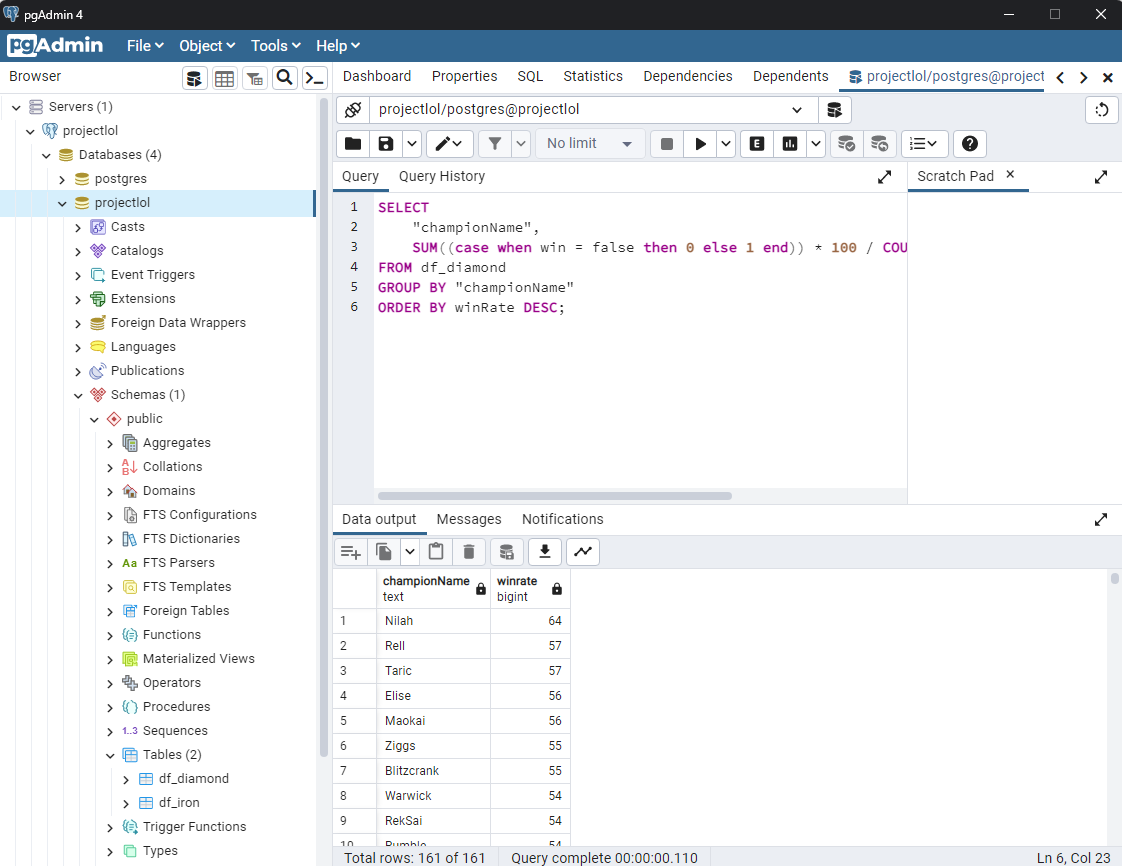 pgAdmin 4
pgAdmin
File
Object
Tools
Help
Browser
Dashboard
Properties
SQL
Statistics
Dependencies
Dependents
projectlol/postgres@project
Servers (1)
projectlol
Databases (4)
postgres
projectlol
Casts
Catalogs
Event Triggers
Extensions
Foreign Data Wrappers
Languages
Publications
Schemas (1)
public
Aggregates
Collations
Domains
FTS Configurations
FTS Dictionaries
Aa FTS Parsers
FTS Templates
Foreign Tables
Functions
Materialized Views
Operators
Procedures
1..3 Sequences
Tables (2)
df_diamond
df_iron
Trigger Functions
Types
projectlol/postgres@projectlol
No limit
E
Query
Query History
Scratch Pad
1 SELECT
2 "championName",
3 SUM((case when win = false then 0 else 1 end)) * 100 / COU
4 FROM df_diamond
5 GROUP BY "championName"
6 ORDER BY winRate DESC;
Data output
Messages
Notifications
championName text
winrate bigint
1 Nilah 64
2 Rell 57
3 Taric 57
4 Elise 56
5 Maokai 56
6 Ziggs 55
7 Blitzcrank 55
8 Warwick 54
9 RekSai 54
10 Rumble 54
Total rows: 161 of 161
Query complete 00:00:00.110
Ln 6, Col 23